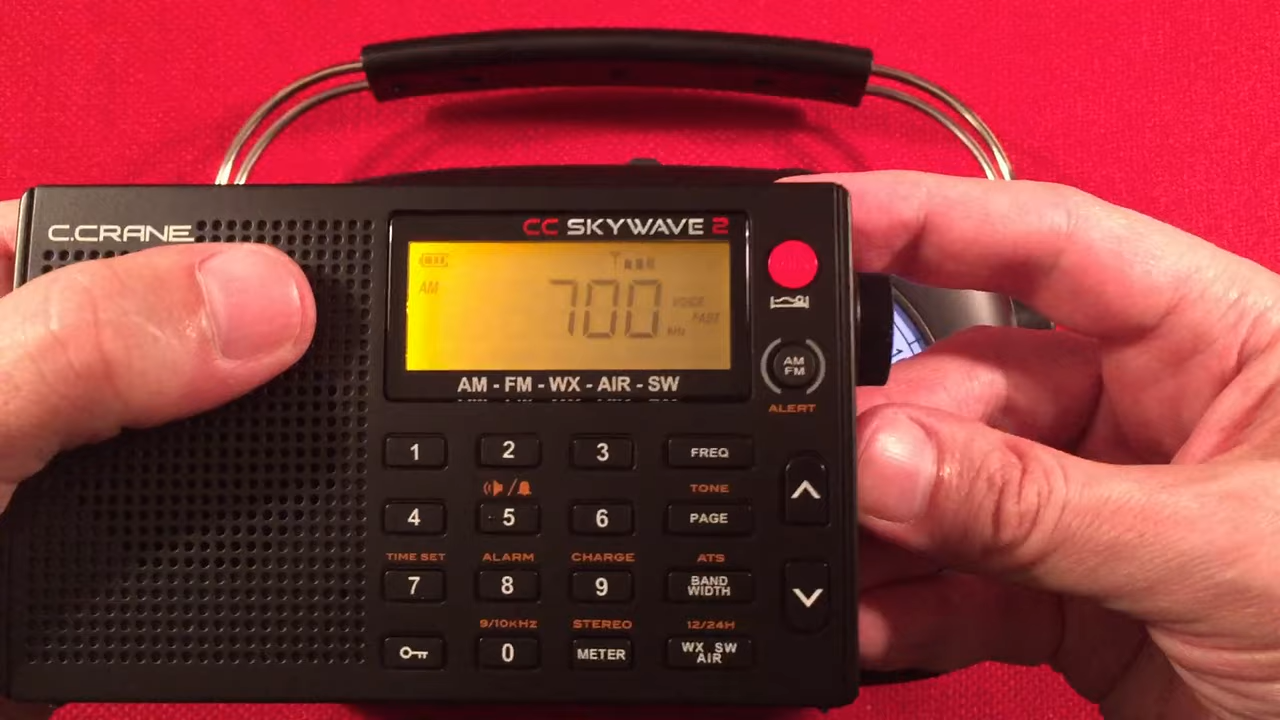 C.CRANE
CC SKYWAVE 2
AM
700
VOICE
FAST
kHz
AM - FM - WX - AIR - SW
AM
FM
ALERT
1
2
3
FREQ
TONE
4
5
6
PAGE
TIME SET
ALARM
CHARGE
ATS
7
8
9
BAND
WIDTH
9/10KHZ
STEREO
12/24H
0
METER
WX SW
AIR